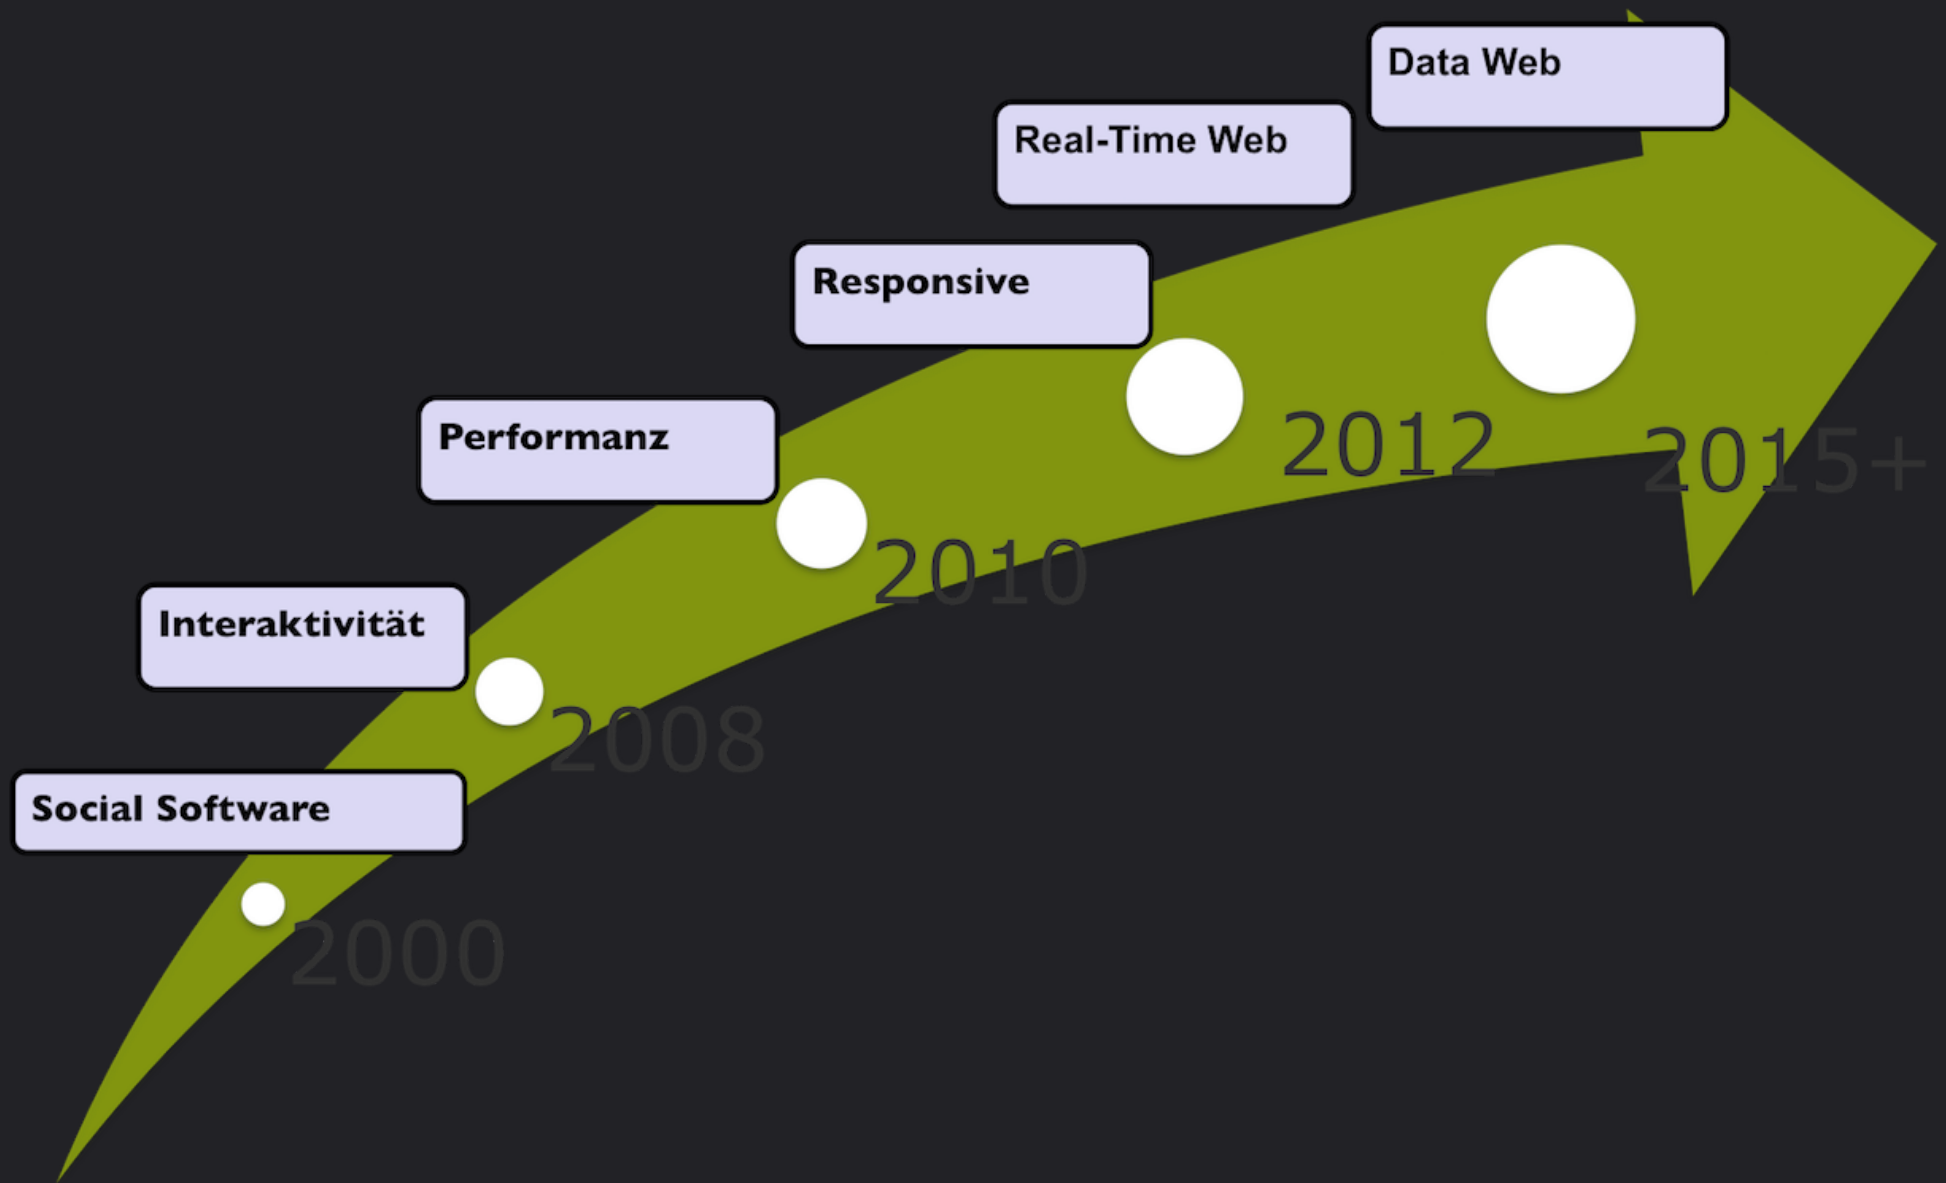 Data Web
Real-Time Web
Responsive
2012
2015+
Performanz
2010
Interaktivität
2008
Social Software
2000